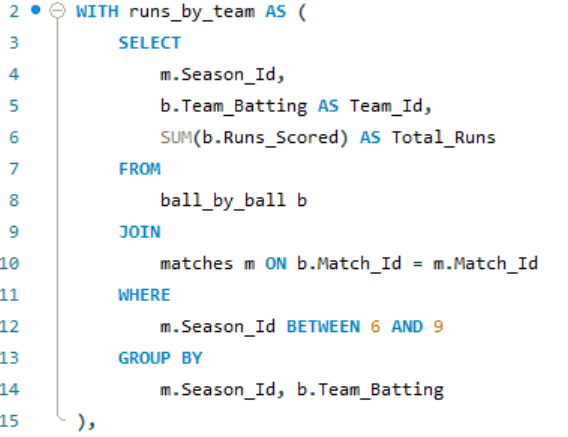 2 WITH runs_by_team AS (
3 SELECT
4 m.Season_Id,
5 b.Team_Batting AS Team_Id,
6 SUM(b.Runs_Scored) AS Total_Runs
7 FROM
8 ball_by_ball b
9 JOIN
10 matches m ON b.Match_Id = m.Match_Id
11 WHERE
12 m.Season_Id BETWEEN 6 AND 9
13 GROUP BY
14 m.Season_Id, b.Team_Batting
15 ),